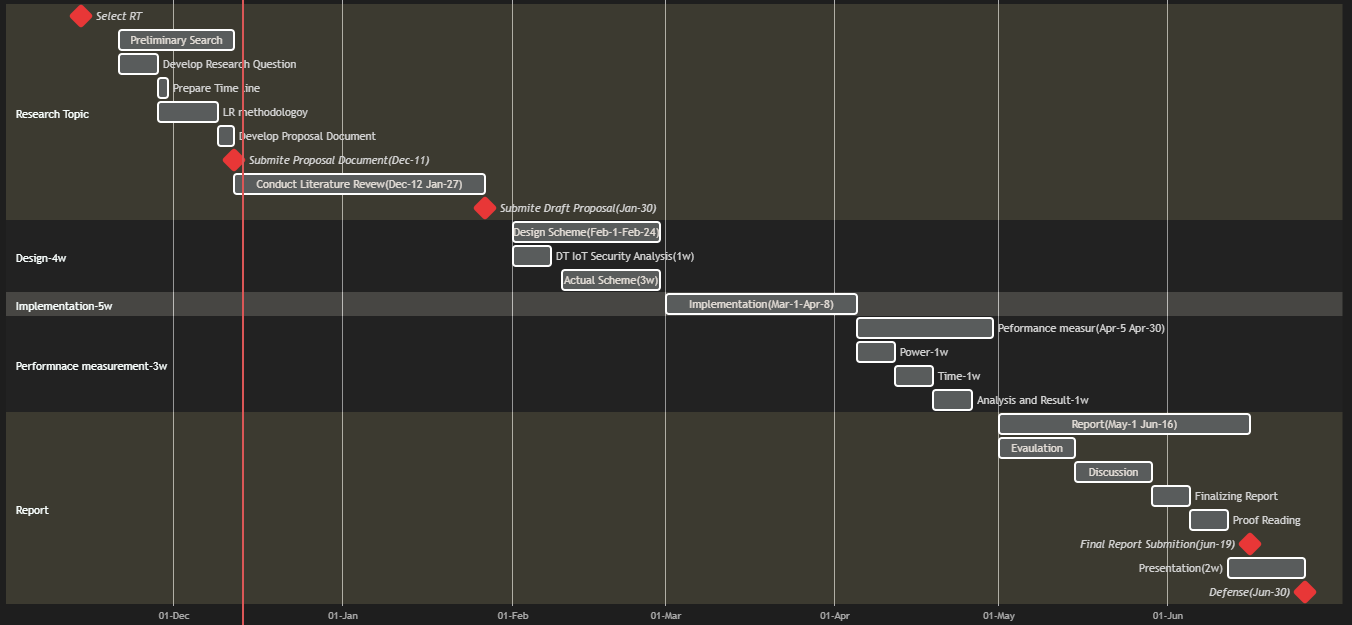 Select RT
Preliminary Search
Develop Research Question
Prepare Time line
Research Topic
LR methodologoy
Develop Proposal Document
Submite Proposal Document(Dec-11)
Conduct Literature Revew(Dec-12 Jan-27)
Submite Draft Proposal(Jan-30)
Design Scheme(Feb-1-Feb-24)
Design-4w
DT IoT Security Analysis(1w)
Actual Scheme(3w)
Implementation-5w
Implementation(Mar-1-Apr-8)
Peformance measur(Apr-5 Apr-30)
Power-1w
Performnace measurement-3w
Time-1w
Analysis and Result-1w
Report(May-1 Jun-16)
Evaulation
Discussion
Finalizing Report
Report
Proof Reading
Final Report Submition(jun-19)
Presentation(2w)
Defense(Jun-30)
01-Dec 01-Jan 01-Feb 01-Mar 01-Apr 01-May 01-Jun